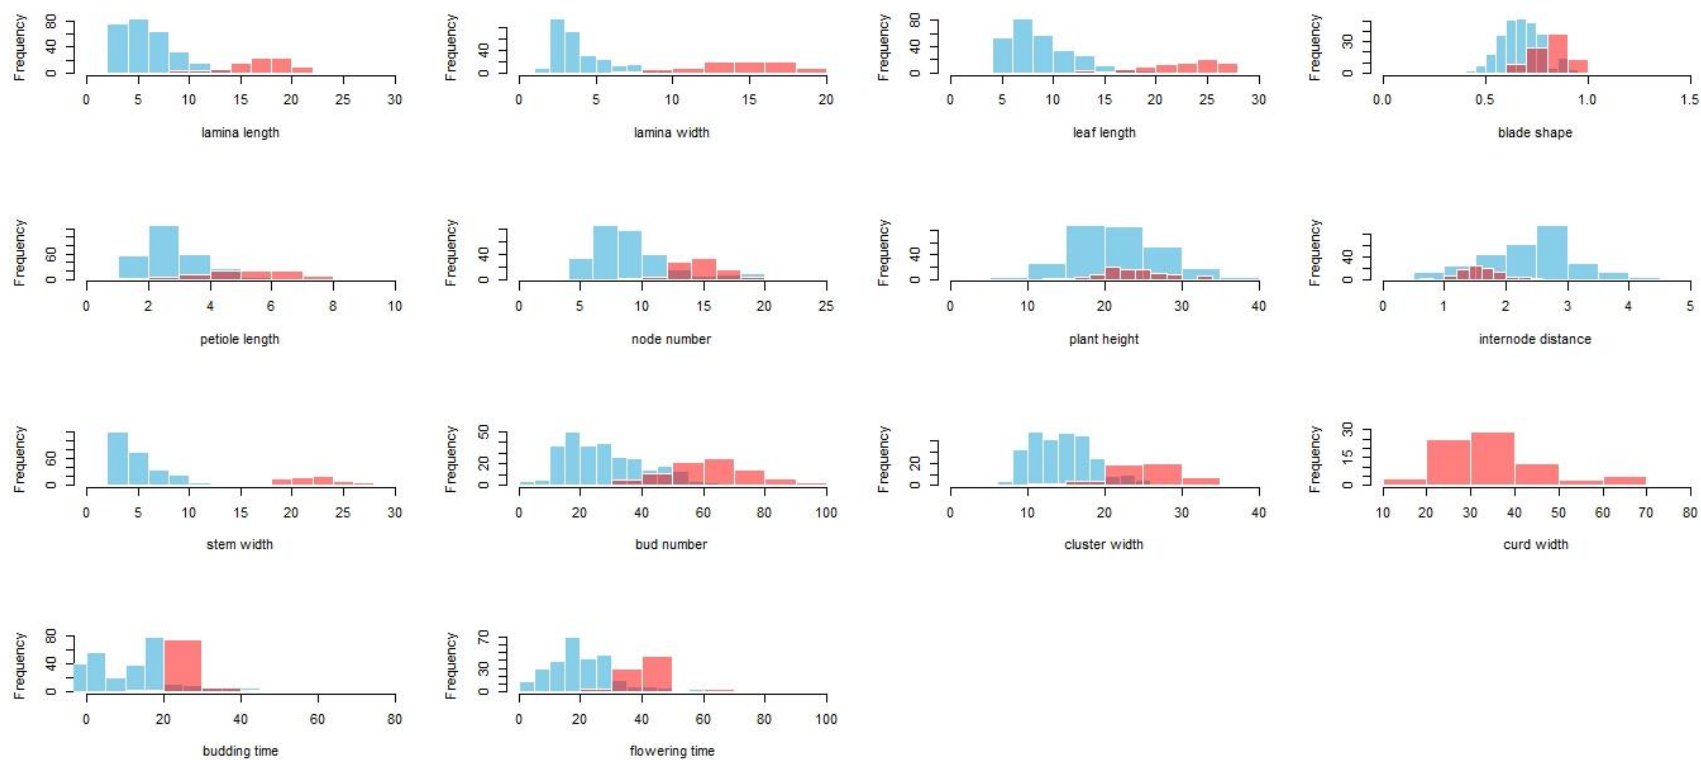 Frequency
80
40
0
0 5 10 15 20 25 30
lamina length
Frequency
40
0
0 5 10 15 20
lamina width
Frequency
80
40
0
0 5 10 15 20 25 30
leaf length
Frequency
30
0
0.0 0.5 1.0 1.5
blade shape
Frequency
60
0
0 2 4 6 8 10
petiole length
Frequency
40
0
0 5 10 15 20 25
node number
Frequency
40
0
0 10 20 30 40
plant height
Frequency
40
0
0 1 2 3 4 5
internode distance
Frequency
60
0
0 5 10 15 20 25 30
stem width
Frequency
50
20
0
0 20 40 60 80 100
bud number
Frequency
20
0
0 10 20 30 40
cluster width
Frequency
30
15
0
10 20 30 40 50 60 70 80
curd width
Frequency
80
40
0
0 20 40 60 80
budding time
Frequency
70
30
0
0 20 40 60 80 100
flowering time